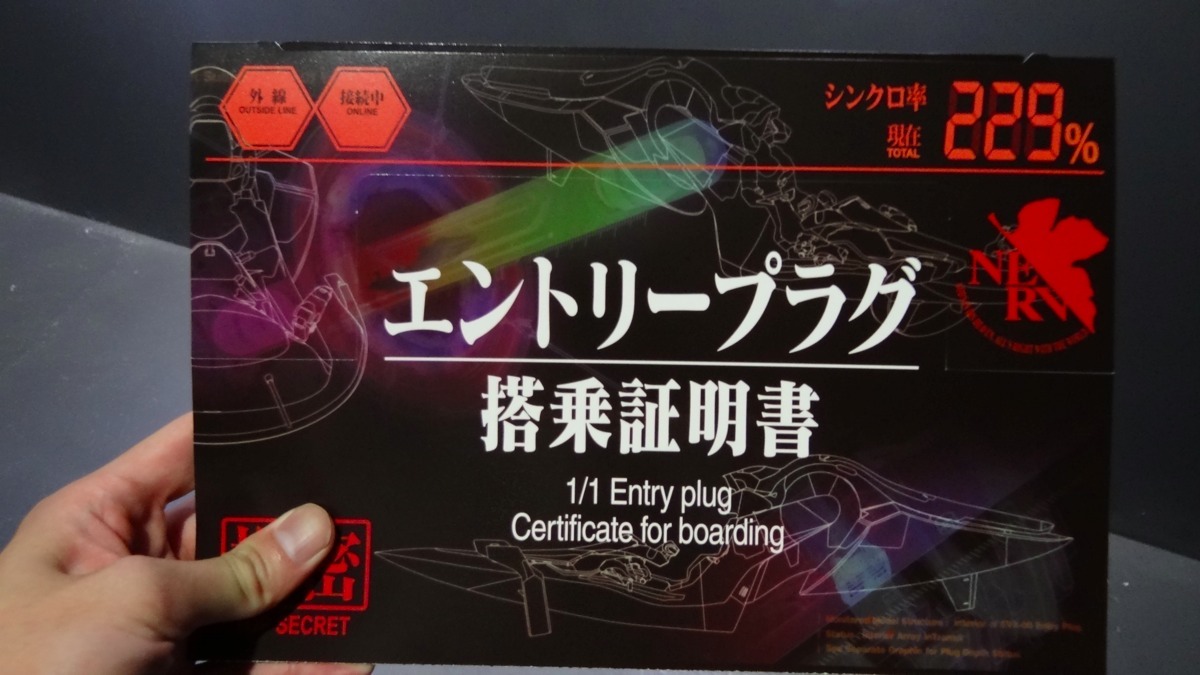 外線
OUTSIDE LINE
接続中
ONLINE
シンクロ率
現在
TOTAL
229%
NERV
エントリープラグ
搭乗証明書
1/1 Entry plug
Certificate for boarding
SECRET